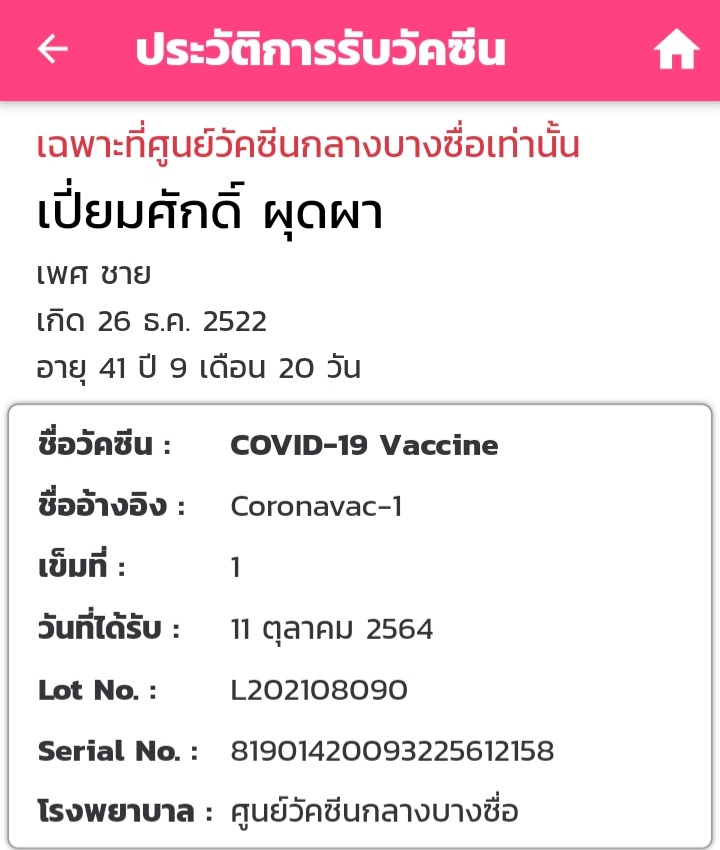 ประวัติการรับวัคซีน
เฉพาะที่ศูนย์วัคซีนกลางบางซื่อเท่านั้น
เปี่ยมศักดิ์ ผุดผา
เพศ ชาย
เกิด 26 ธ.ค. 2522
อายุ 41 ปี 9 เดือน 20 วัน
ชื่อวัคซีน : COVID-19 Vaccine
ชื่ออ้างอิง : Coronavac-1
เข็มที่ : 1
วันที่ได้รับ : 11 ตุลาคม 2564
Lot No. : L202108090
Serial No. : 81901420093225612158
โรงพยาบาล : ศูนย์วัคซีนกลางบางซื่อ